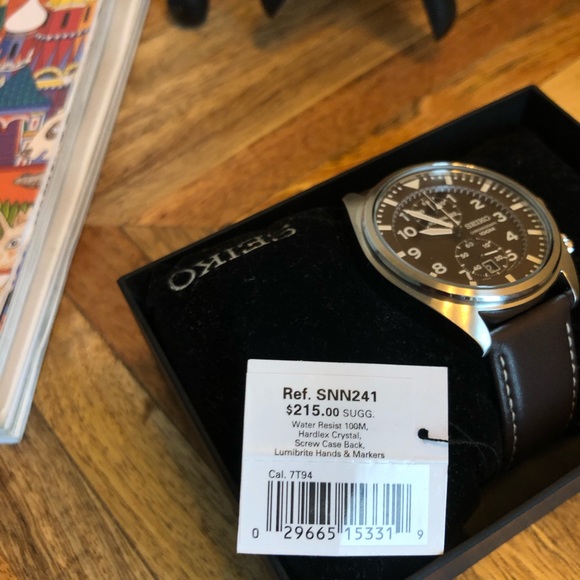 SEIKO
SEIKO
100M
Ref. SNN241
$215.00 SUGG.
Water Resist 100M,
Hardlex Crystal,
Screw Case Back,
Lumibrite Hands & Markers
Cal. 7T94
0 29665 15331 9